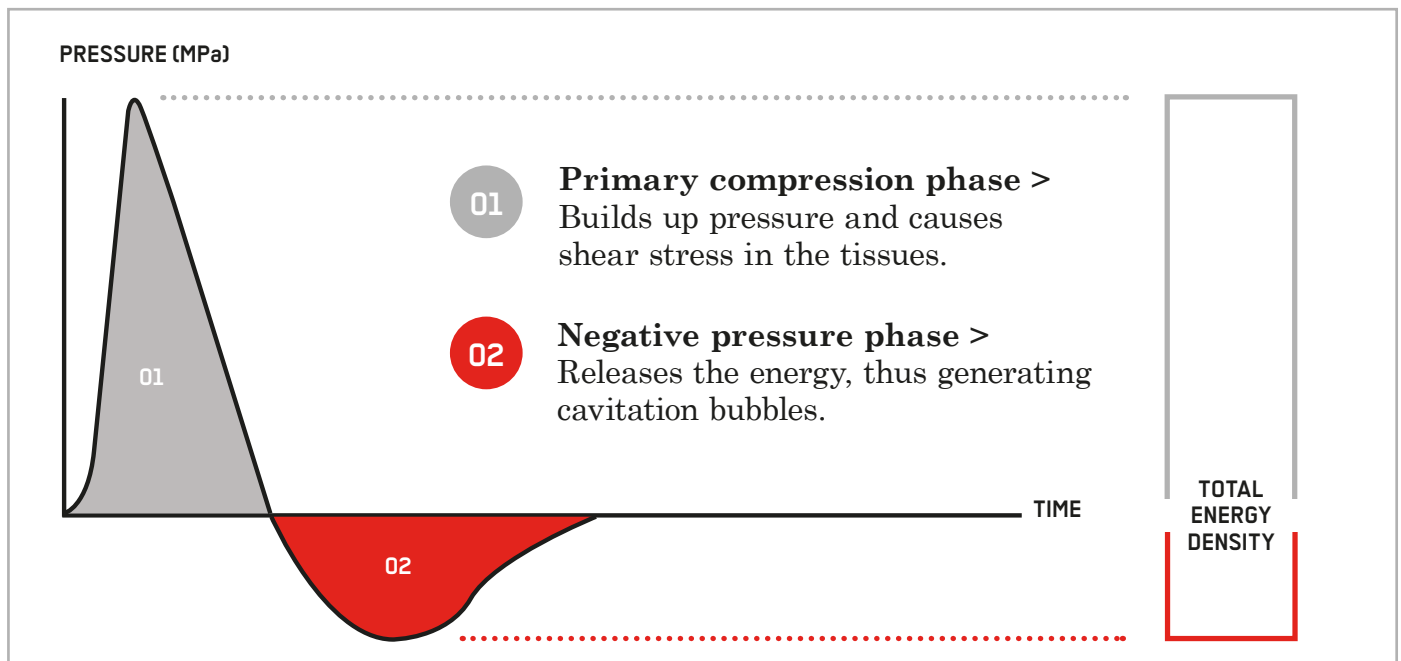 PRESSURE (MPa)
01
Primary compression phase >
Builds up pressure and causes
shear stress in the tissues.
02
Negative pressure phase >
Releases the energy, thus generating
cavitation bubbles.
01
02
TIME
TOTAL
ENERGY
DENSITY